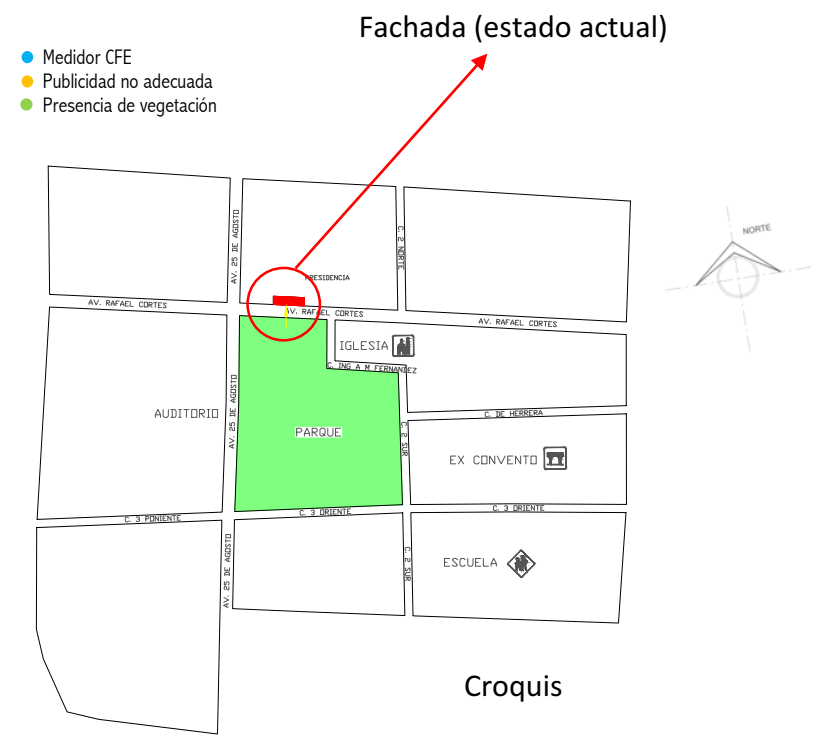 Fachada (estado actual)
Medidor CFE
Publicidad no adecuada
Presencia de vegetación
NORTE
AV. 25 DE AGOSTO
C. 2 NORTE
PRESIDENCIA
AV. RAFAEL CORTES
AV. RAFAEL CORTES
AV. RAFAEL CORTES
IGLESIA
C. ING A M FERNANDEZ
AUDITORIO
AV. 25 DE AGOSTO
PARQUE
C. 2 SUR
C. DE HERRERA
EX CONVENTO
C. 3 PONIENTE
C. 3 ORIENTE
C. 3 ORIENTE
AV. 25 DE AGOSTO
C. 2 SUR
ESCUELA
Croquis